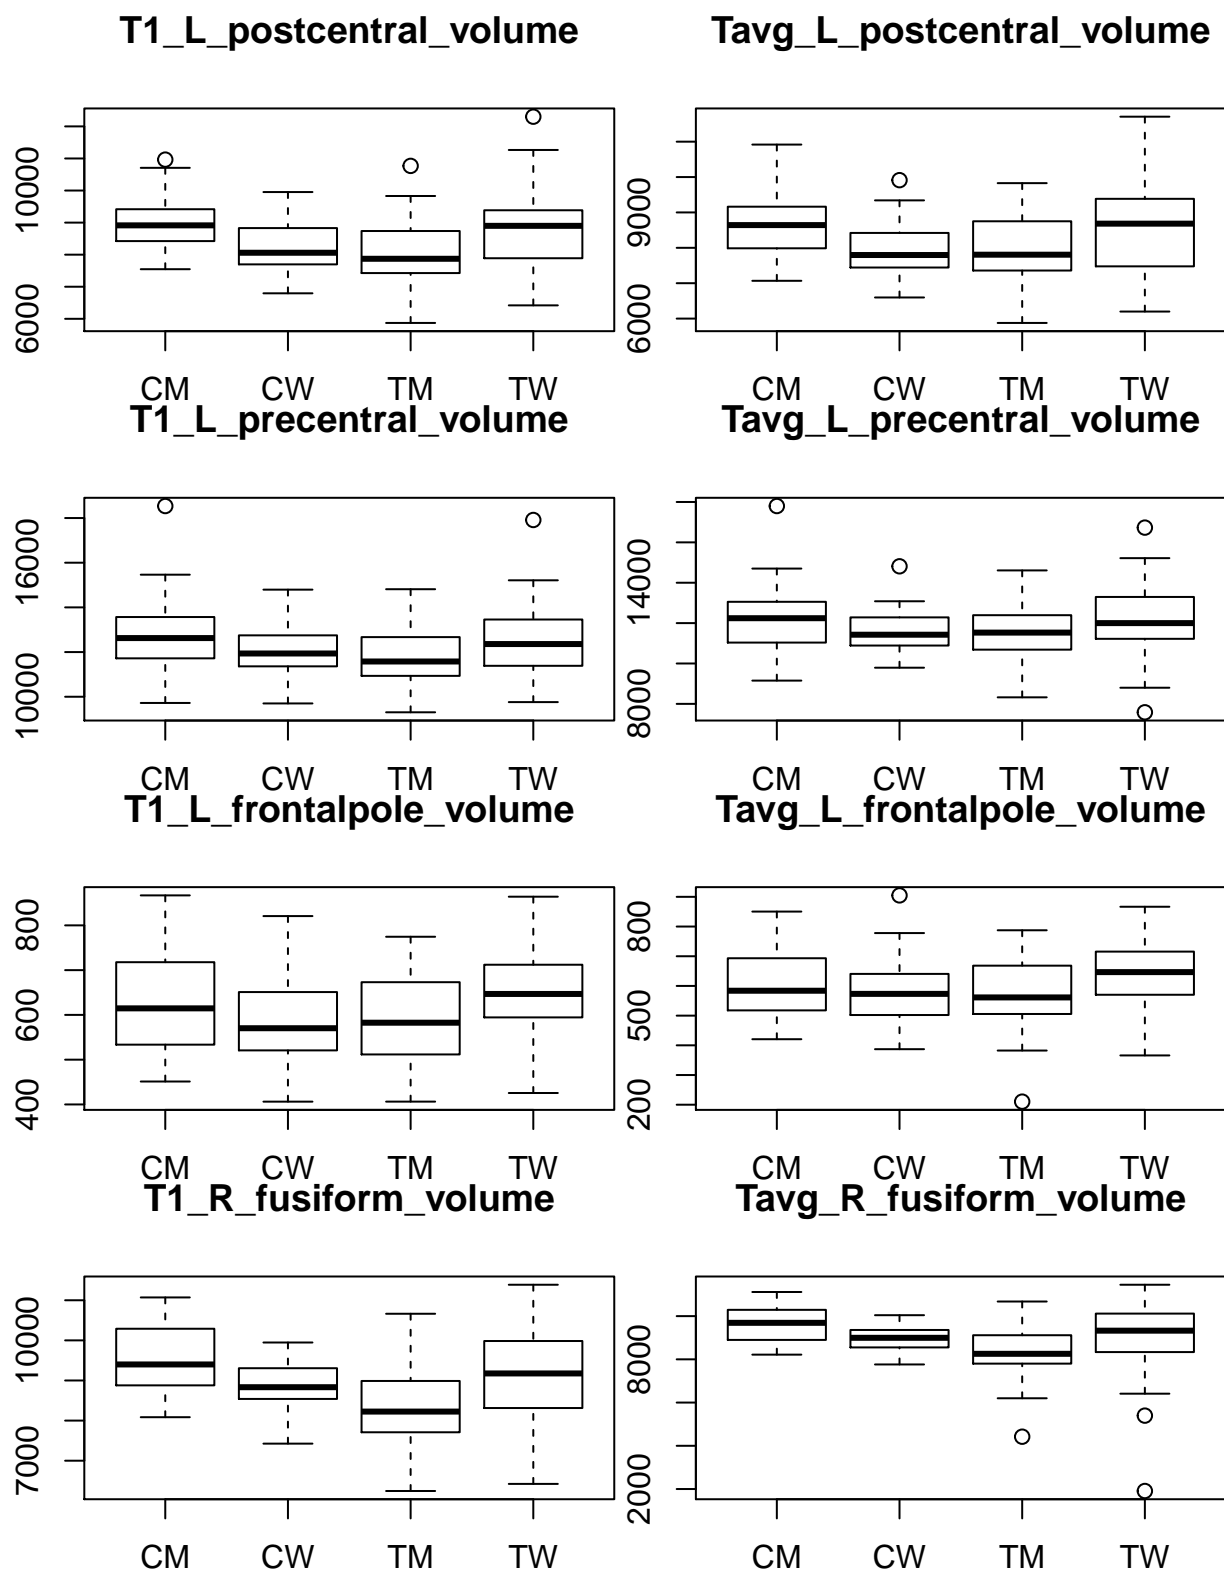 T1_L_postcentral_volume
Tavg_L_postcentral_volume
10000
6000
9000
6000
CM CW TM TW
CM CW TM TW
T1_L_precentral_volume
Tavg_L_precentral_volume
16000
10000
14000
8000
CM CW TM TW
CM CW TM TW
T1_L_frontalpole_volume
Tavg_L_frontalpole_volume
800
600
400
800
500
200
CM CW TM TW
CM CW TM TW
T1_R_fusiform_volume
Tavg_R_fusiform_volume
10000
7000
8000
2000
CM CW TM TW
CM CW TM TW